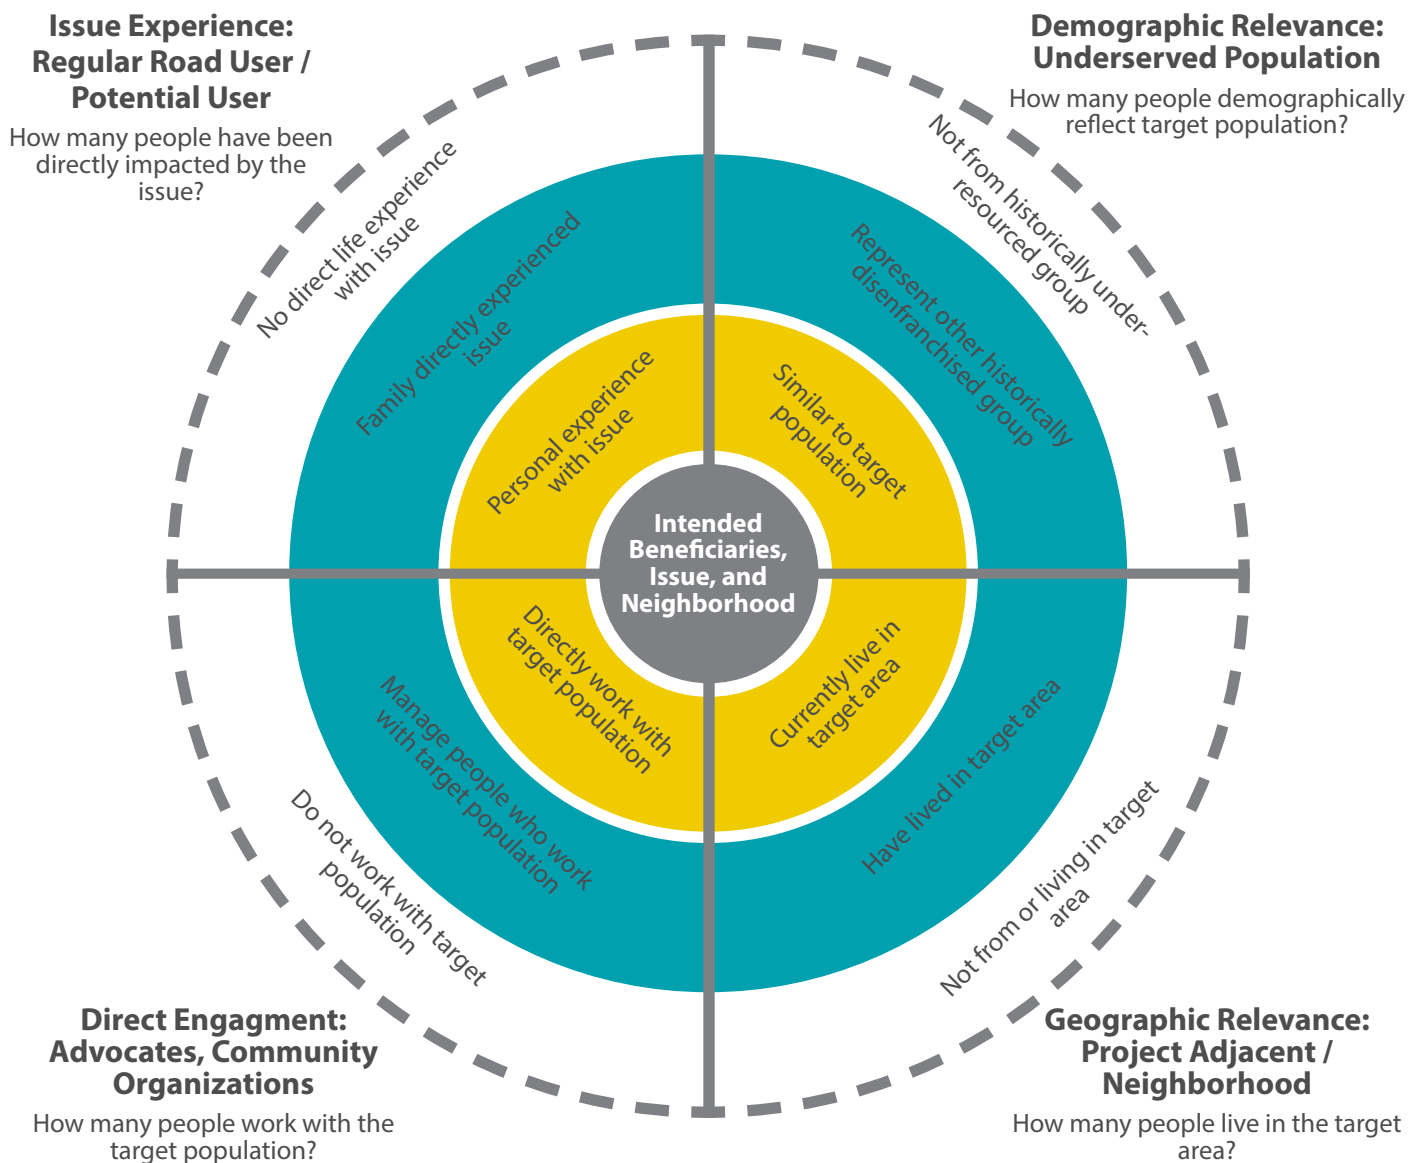 Issue Experience:
Regular Road User /
Potential User
How many people have been
directly impacted by the
issue?
Demographic Relevance:
Underserved Population
How many people demographically
reflect target population?
No direct life experience
with issue
Family directly experienced
issue
Personal experience
with issue
Not from historically under-
resourced group
Represent other historically
disenfranchised group
Similar to target
population
Intended
Beneficiaries,
Issue, and
Neighborhood
Directly work with
target population
Manage people who work
with target population
Do not work with target
population
Currently live in
target area
Have lived in target area
Not from or living in target
area
Direct Engagment:
Advocates, Community
Organizations
How many people work with the
target population?
Geographic Relevance:
Project Adjacent /
Neighborhood
How many people live in the target
area?